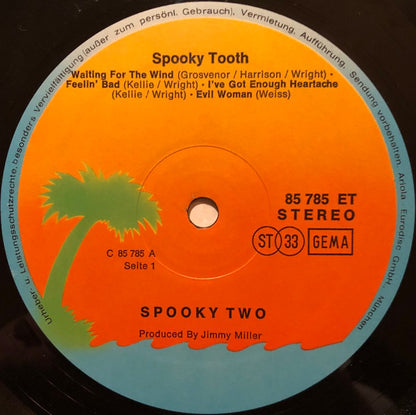 Spooky Tooth
Waiting For The Wind (Grosvenor / Harrison / Wright) ·
Feelin' Bad (Kellie / Wright) · I've Got Enough Heartache
(Kellie / Wright) · Evil Woman (Weiss)
85 785 ET
STEREO
ST 33 GEMA
C 85 785 A
Seite 1
SPOOKY TWO
Produced By Jimmy Miller
Urheber- u. Leistungsschutzrechte, besonders Vervielfältigung (außer zum persönl. Gebrauch), Vermietung, Aufführung, Sendung vorbehalten. Ariola Eurodisc GmbH. München